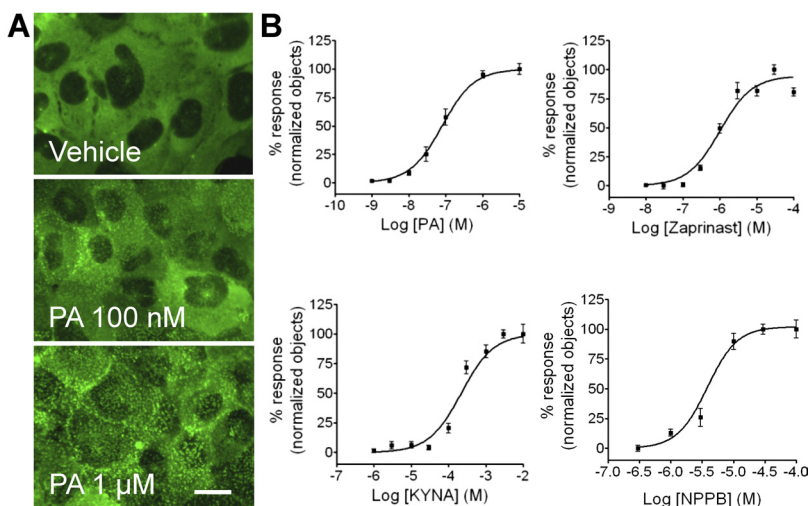 A
Vehicle
PA 100 nM
PA 1 µM
B
% response
(normalized objects)
125
100
75
50
25
0
-10 -9 -8 -7 -6 -5
Log [PA] (M)
% response
(normalized objects)
125
100
75
50
25
0
-9 -8 -7 -6 -5 -4
Log [Zaprinast] (M)
% response
(normalized objects)
125
100
75
50
25
0
-7 -6 -5 -4 -3 -2
Log [KYNA] (M)
% response
(normalized objects)
125
100
75
50
25
0
-7.0 -6.5 -6.0 -5.5 -5.0 -4.5 -4.0
Log [NPPB] (M)